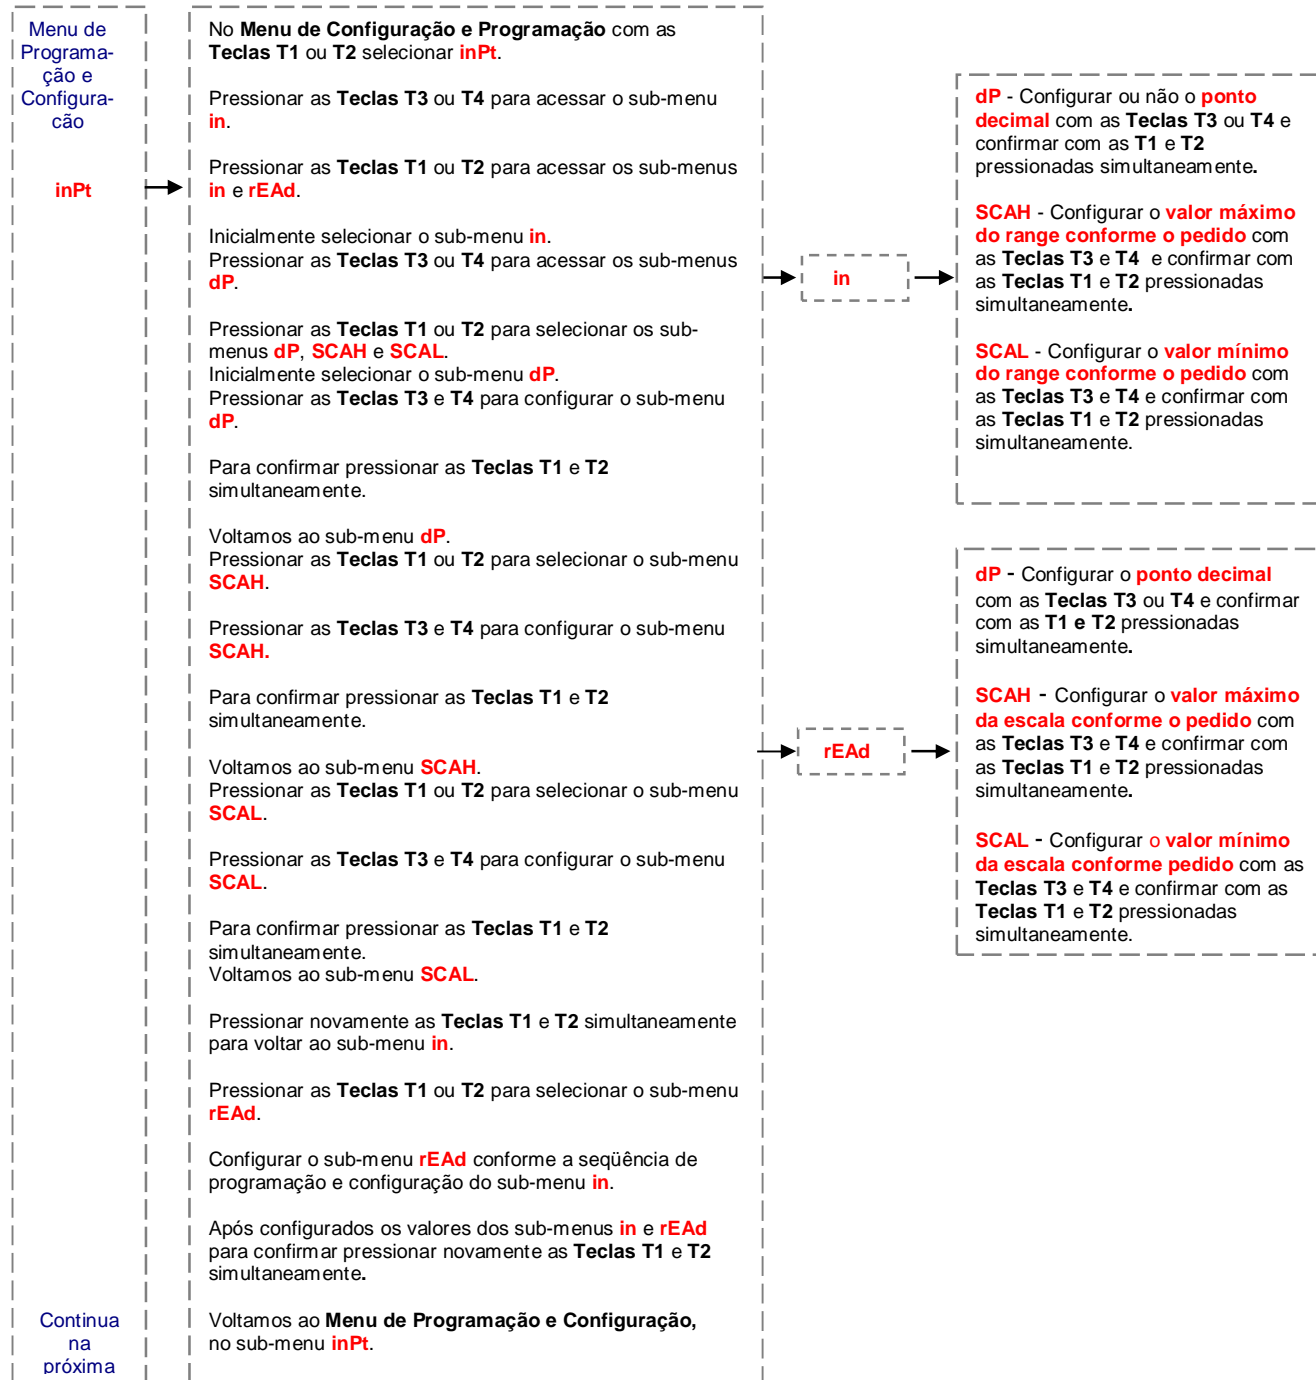 Menu de
Programa-
ção e
Configura-
cão
inPt
Continua
na
próxima
No Menu de Configuração e Programação com as
Teclas T1 ou T2 selecionar inPt.
Pressionar as Teclas T3 ou T4 para acessar o sub-menu
in.
Pressionar as Teclas T1 ou T2 para acessar os sub-menus
in e rEAd.
Inicialmente selecionar o sub-menu in.
Pressionar as Teclas T3 ou T4 para acessar os sub-menus
dP.
Pressionar as Teclas T1 ou T2 para selecionar os sub-
menus dP, SCAH e SCAL.
Inicialmente selecionar o sub-menu dP.
Pressionar as Teclas T3 e T4 para configurar o sub-menu
dP.
Para confirmar pressionar as Teclas T1 e T2
simultaneamente.
Voltamos ao sub-menu dP.
Pressionar as Teclas T1 ou T2 para selecionar o sub-menu
SCAH.
Pressionar as Teclas T3 e T4 para configurar o sub-menu
SCAH.
Para confirmar pressionar as Teclas T1 e T2
simultaneamente.
Voltamos ao sub-menu SCAH.
Pressionar as Teclas T1 ou T2 para selecionar o sub-menu
SCAL.
Pressionar as Teclas T3 e T4 para configurar o sub-menu
SCAL.
Para confirmar pressionar as Teclas T1 e T2
simultaneamente.
Voltamos ao sub-menu SCAL.
Pressionar novamente as Teclas T1 e T2 simultaneamente
para voltar ao sub-menu in.
Pressionar as Teclas T1 ou T2 para selecionar o sub-menu
rEAd.
Configurar o sub-menu rEAd conforme a seqüência de
programação e configuração do sub-menu in.
Após configurados os valores dos sub-menus in e rEAd
para confirmar pressionar novamente as Teclas T1 e T2
simultaneamente.
Voltamos ao Menu de Programação e Configuração,
no sub-menu inPt.
in
dP - Configurar ou não o ponto
decimal com as Teclas T3 ou T4 e
confirmar com as T1 e T2
pressionadas simultaneamente.
SCAH - Configurar o valor máximo
do range conforme o pedido com
as Teclas T3 e T4 e confirmar com
as Teclas T1 e T2 pressionadas
simultaneamente.
SCAL - Configurar o valor mínimo
do range conforme o pedido com
as Teclas T3 e T4 e confirmar com
as Teclas T1 e T2 pressionadas
simultaneamente.
rEAd
dP - Configurar o ponto decimal
com as Teclas T3 ou T4 e confirmar
com as T1 e T2 pressionadas
simultaneamente.
SCAH - Configurar o valor máximo
da escala conforme o pedido com
as Teclas T3 e T4 e confirmar com
as Teclas T1 e T2 pressionadas
simultaneamente.
SCAL - Configurar o valor mínimo
da escala conforme pedido com as
Teclas T3 e T4 e confirmar com as
Teclas T1 e T2 pressionadas
simultaneamente.